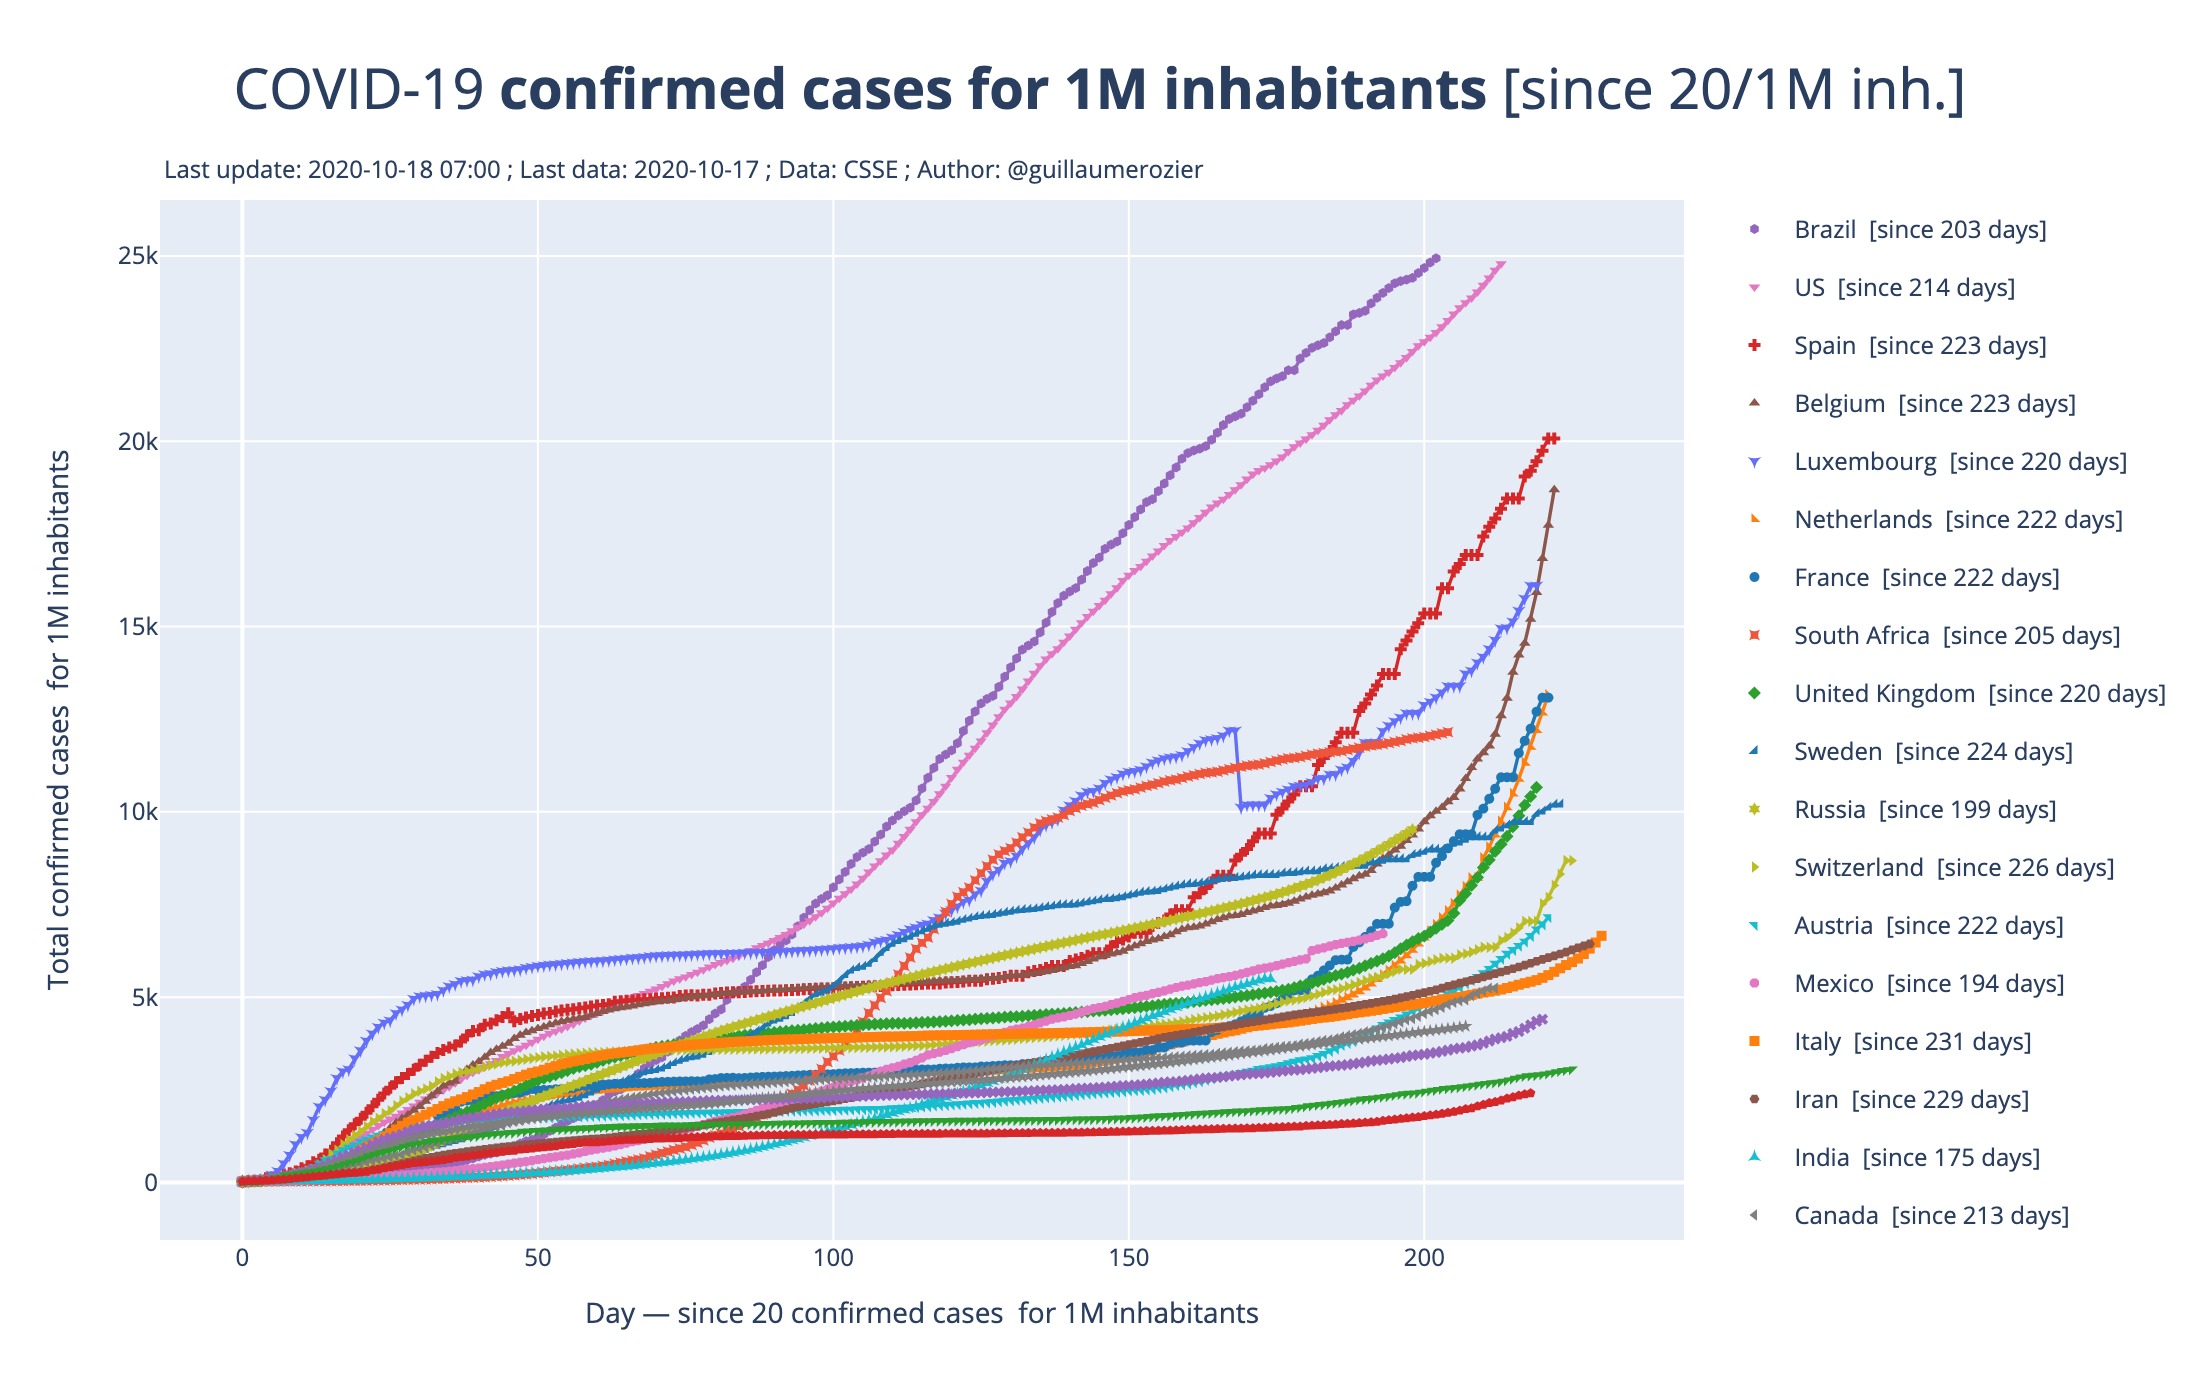 COVID-19 confirmed cases for 1M inhabitants [since 20/1M inh.]
Last update: 2020-10-18 07:00 ; Last data: 2020-10-17 ; Data: CSSE ; Author: @guillaumerozier
Total confirmed cases for 1M inhabitants
25k
20k
15k
10k
5k
0
0 50 100 150 200
Day — since 20 confirmed cases for 1M inhabitants
Brazil [since 203 days]
US [since 214 days]
Spain [since 223 days]
Belgium [since 223 days]
Luxembourg [since 220 days]
Netherlands [since 222 days]
France [since 222 days]
South Africa [since 205 days]
United Kingdom [since 220 days]
Sweden [since 224 days]
Russia [since 199 days]
Switzerland [since 226 days]
Austria [since 222 days]
Mexico [since 194 days]
Italy [since 231 days]
Iran [since 229 days]
India [since 175 days]
Canada [since 213 days]